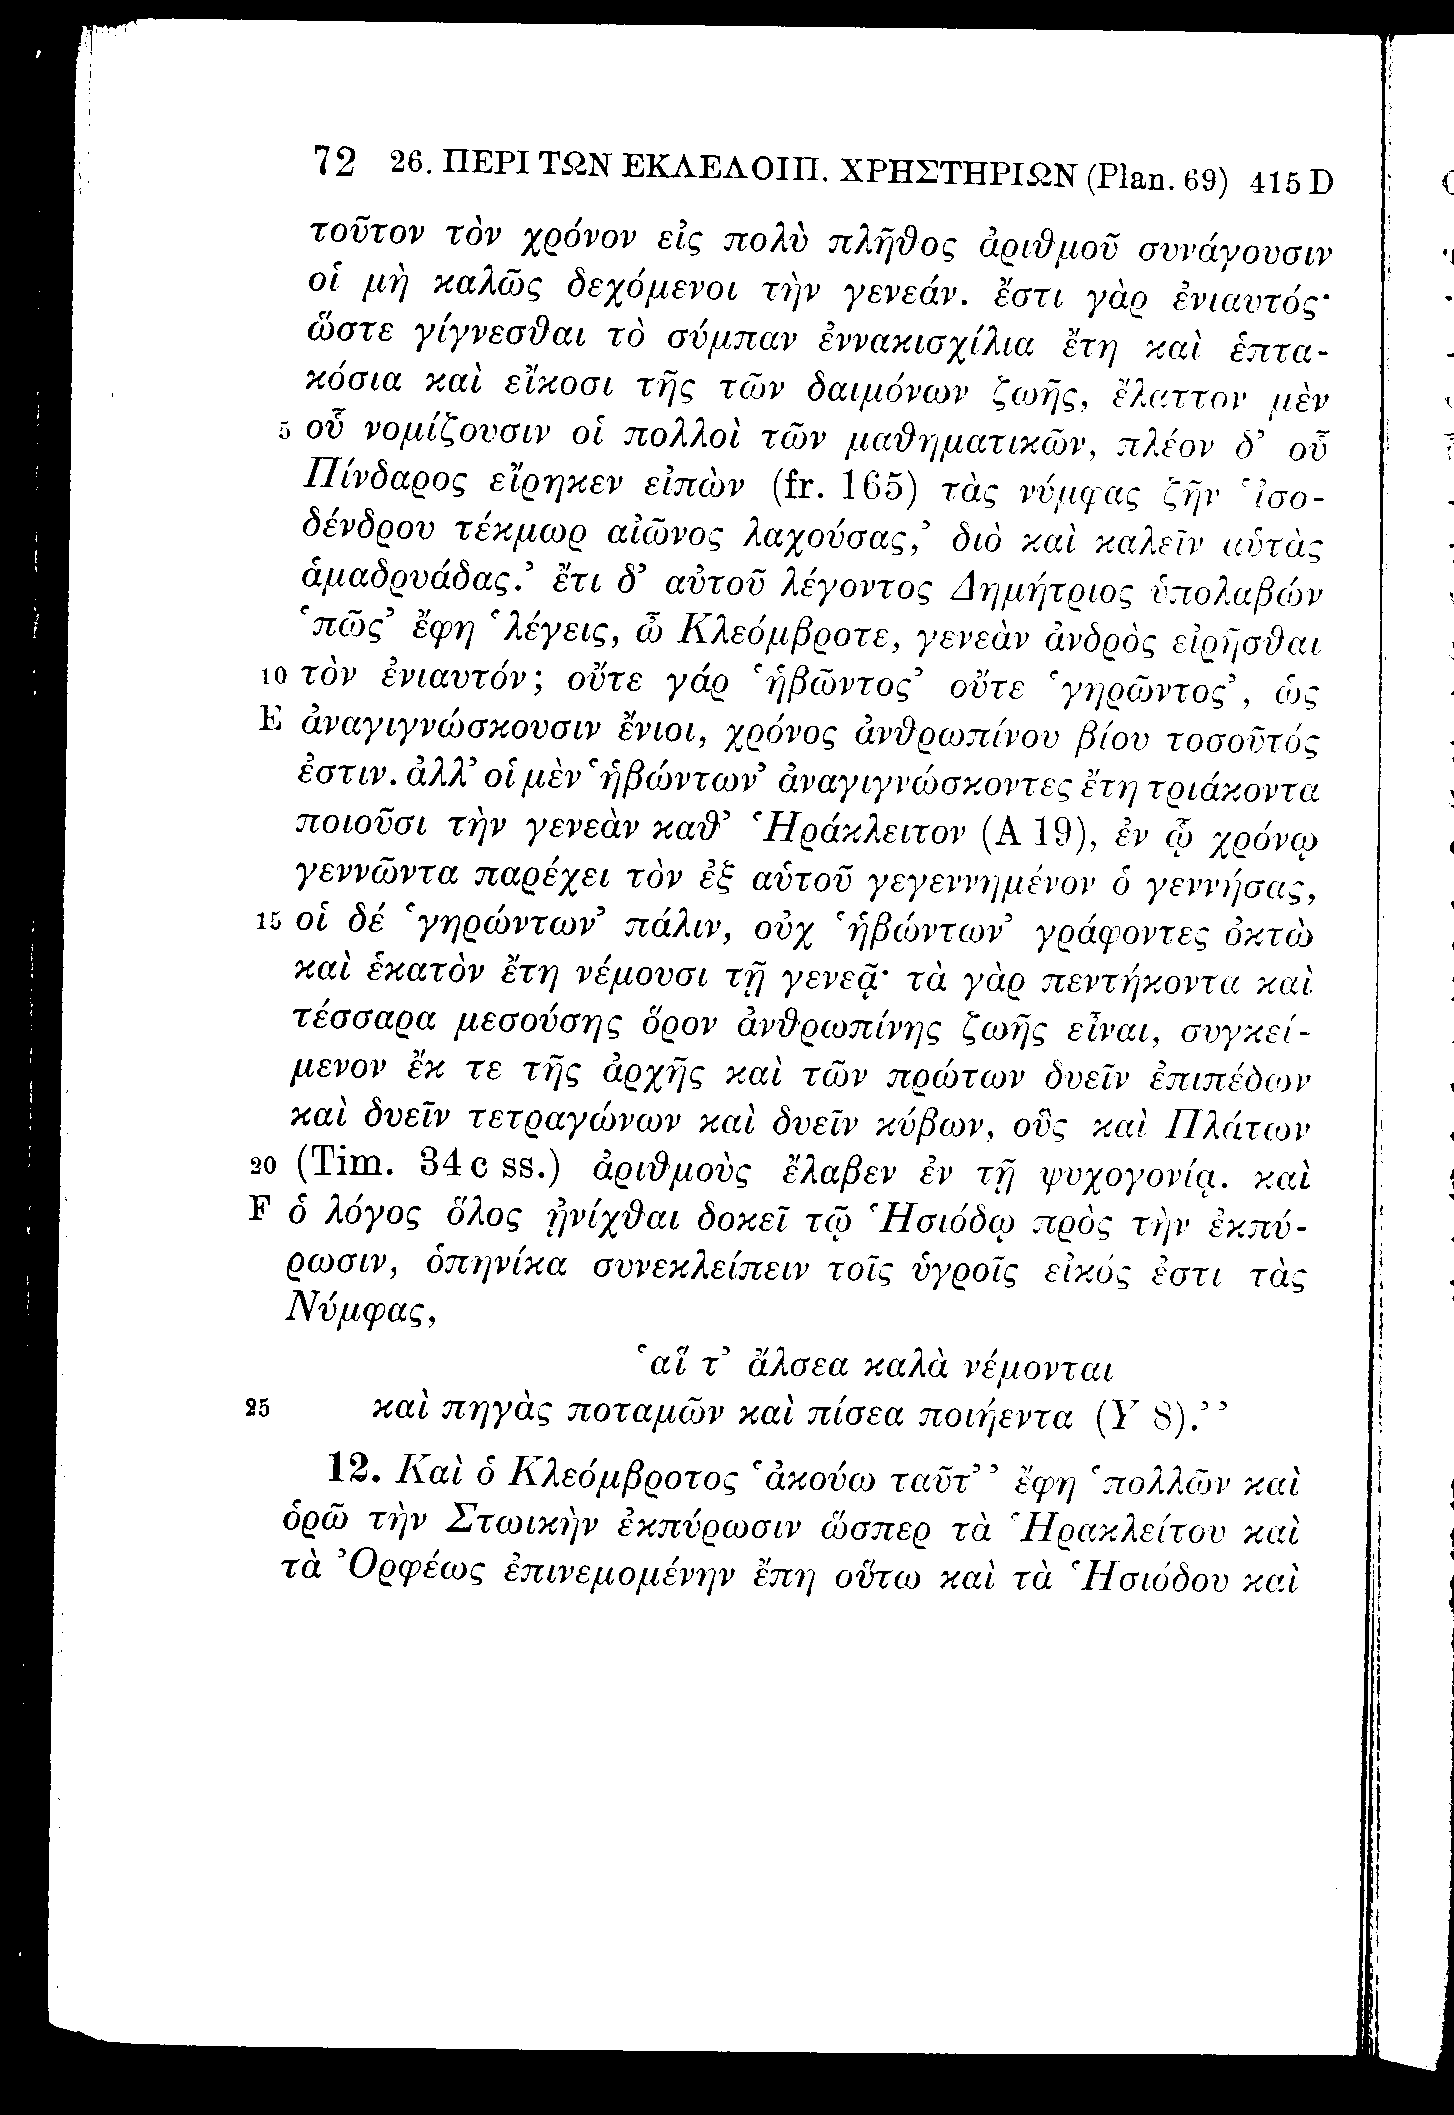 72 26. ΠΕΡΙ ΤΩΝ ΕΚΛΕΛΟΙΠ. ΧΡΗΣΤΗΡΙΩΝ (Plan. 69) 415 D
τοῦτον τὸν χρόνον εἰς πολὺ πλῆϑος ἀριϑμοῦ συνάγουσιν
οἱ μὴ καλῶς δεχόμενοι τὴν γενεάν. ἔστι γὰρ ἐνιαυτός·
ὥστε γίγνεσϑαι τὸ σύμπαν ἐννακισχίλια ἔτη καὶ ἑπτα-
κόσια καὶ εἴκοσι τῆς τῶν δαιμόνων ζωῆς, ἔλαττον μὲν
5 οὗ νομίζουσιν οἱ πολλοὶ τῶν μαϑηματικῶν, πλέον δ’ οὗ
Πίνδαρος εἴρηκεν εἰπὼν (fr. 165) τὰς νύμφας ζῆν ‘ἰσο-
δένδρου τέκμωρ αἰῶνος λαχούσας,’ διὸ καὶ καλεῖν αὐτὰς
ἁμαδρυάδας.’ ἔτι δ’ αὐτοῦ λέγοντος Δημήτριος ὑπολαβών
‘πῶς’ ἔφη ‘λέγεις, ὦ Κλεόμβροτε, γενεὰν ἀνδρὸς εἰρῆσϑαι
10 τὸν ἐνιαυτόν; οὔτε γάρ ‘ἡβῶντος’ οὔτε ‘γηρῶντος’, ὡς
E ἀναγιγνώσκουσιν ἔνιοι, χρόνος ἀνϑρωπίνου βίου τοσοῦτός
ἐστιν. ἀλλ’ οἱ μὲν ‘ἡβώντων’ ἀναγιγνώσκοντες ἔτη τριάκοντα
ποιοῦσι τὴν γενεὰν καϑ’ Ἡράκλειτον (A 19), ἐν ᾧ χρόνῳ
γεννῶντα παρέχει τὸν ἐξ αὑτοῦ γεγεννημένον ὁ γεννήσας,
15 οἱ δέ ‘γηρώντων’ πάλιν, οὐχ ‘ἡβώντων’ γράφοντες ὀκτὼ
καὶ ἑκατὸν ἔτη νέμουσι τῇ γενεᾷ· τὰ γὰρ πεντήκοντα καὶ
τέσσαρα μεσούσης ὅρον ἀνϑρωπίνης ζωῆς εἶναι, συγκεί-
μενον ἔκ τε τῆς ἀρχῆς καὶ τῶν πρώτων δυεῖν ἐπιπέδων
καὶ δυεῖν τετραγώνων καὶ δυεῖν κύβων, οὓς καὶ Πλάτων
20 (Tim. 34 c ss.) ἀριϑμοὺς ἔλαβεν ἐν τῇ ψυχογονίᾳ. καὶ
F ὁ λόγος ὅλος ᾐνίχϑαι δοκεῖ τῷ Ἡσιόδῳ πρὸς τὴν ἐκπύ-
ρωσιν, ὁπηνίκα συνεκλείπειν τοῖς ὑγροῖς εἰκός ἐστι τὰς
Νύμφας,
‘αἵ τ’ ἄλσεα καλὰ νέμονται
25 καὶ πηγὰς ποταμῶν καὶ πίσεα ποιήεντα (Υ 8).’’
12. Καὶ ὁ Κλεόμβροτος ‘ἀκούω ταῦτ’’ ἔφη ‘πολλῶν καὶ
ὁρῶ τὴν Στωικὴν ἐκπύρωσιν ὥσπερ τὰ Ἡρακλείτου καὶ
τὰ Ὀρφέως ἐπινεμομένην ἔπη οὕτω καὶ τὰ Ἡσιόδου καὶ